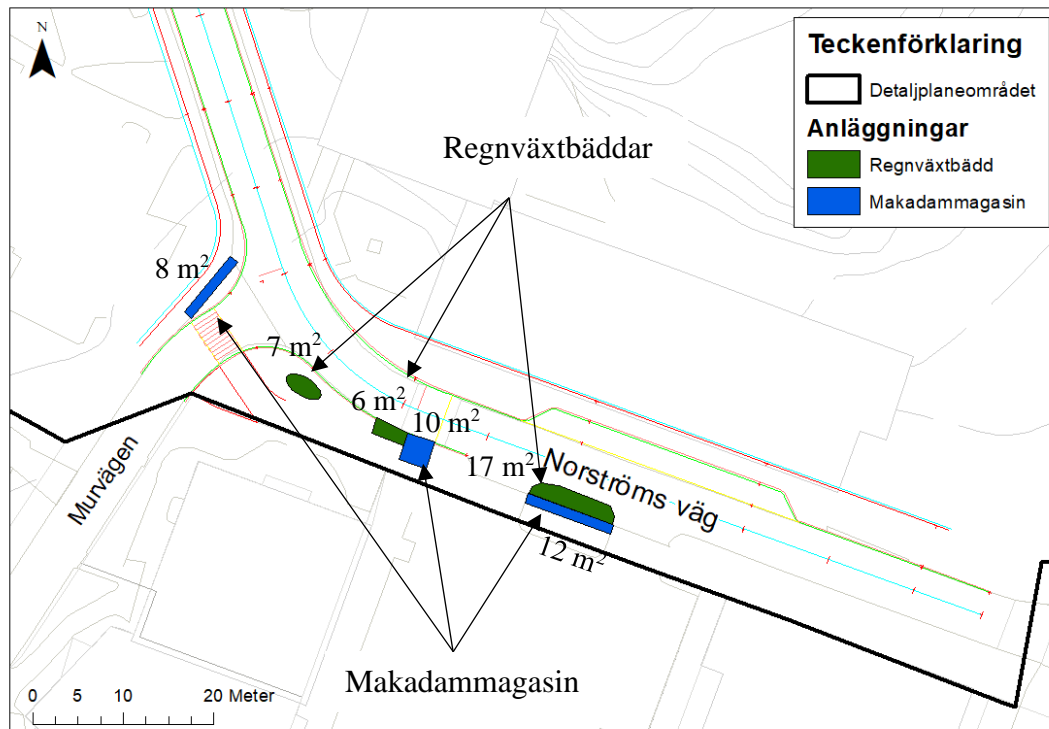 N
Teckenförklaring
Detaljplaneområdet
Anläggningar
Regnväxtbädd
Makadammagasin
Regnväxtbäddar
8 m²
7 m²
6 m²
10 m²
17 m²
Norströms väg
12 m²
Murvägen
Makadammagasin
0 5 10 20 Meter